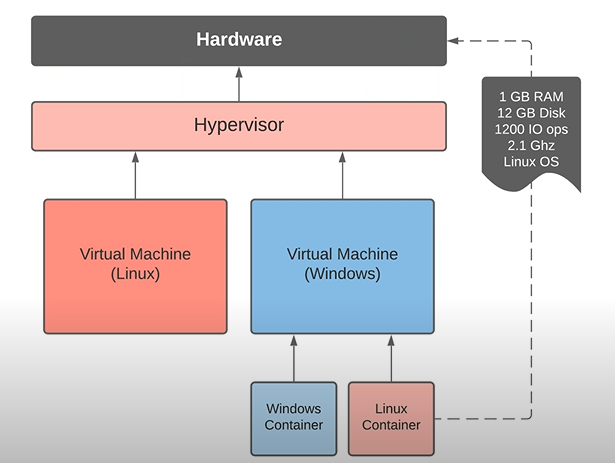 Hardware
1 GB RAM
12 GB Disk
1200 IO ops
2.1 Ghz
Linux OS
Hypervisor
Virtual Machine
(Linux)
Virtual Machine
(Windows)
Windows
Container
Linux
Container